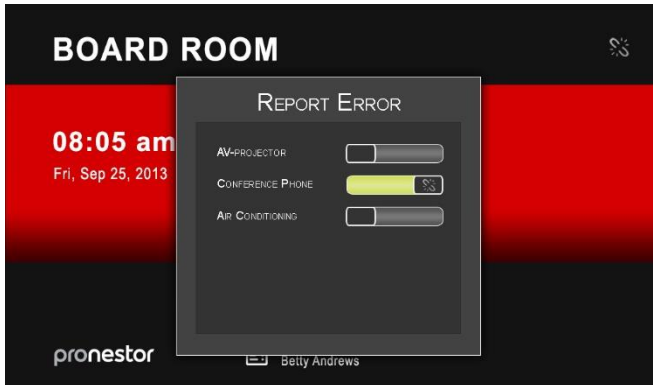 BOARD ROOM
REPORT ERROR
08:05 am
Fri, Sep 25, 2013
AV-PROJECTOR
CONFERENCE PHONE
AIR CONDITIONING
pronestor
Betty Andrews